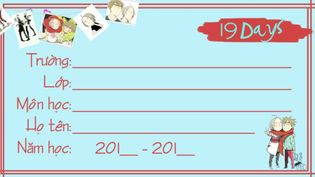 19 Days
Trường:
Lớp:
Môn học:
Họ tên:
Năm học: 201__ - 201__